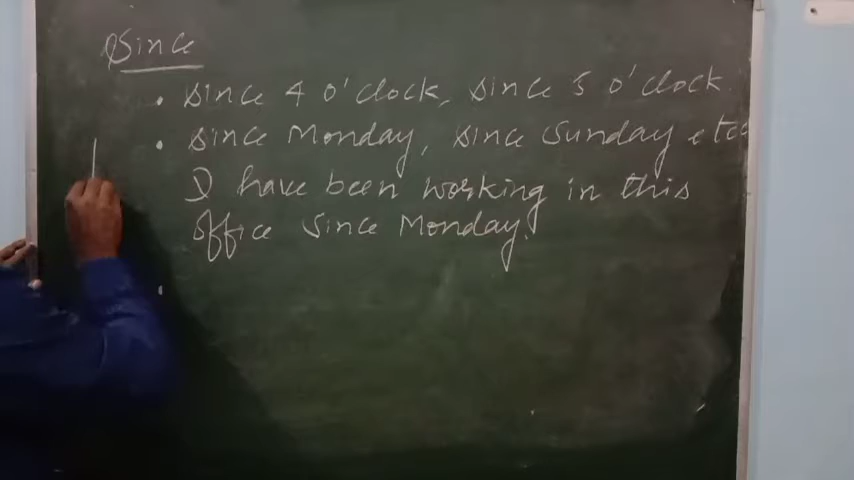 Since
• since 4 o'clock, since 5 o'clock.
• since Monday, since Sunday etc
I have been working in this
office since Monday.
•